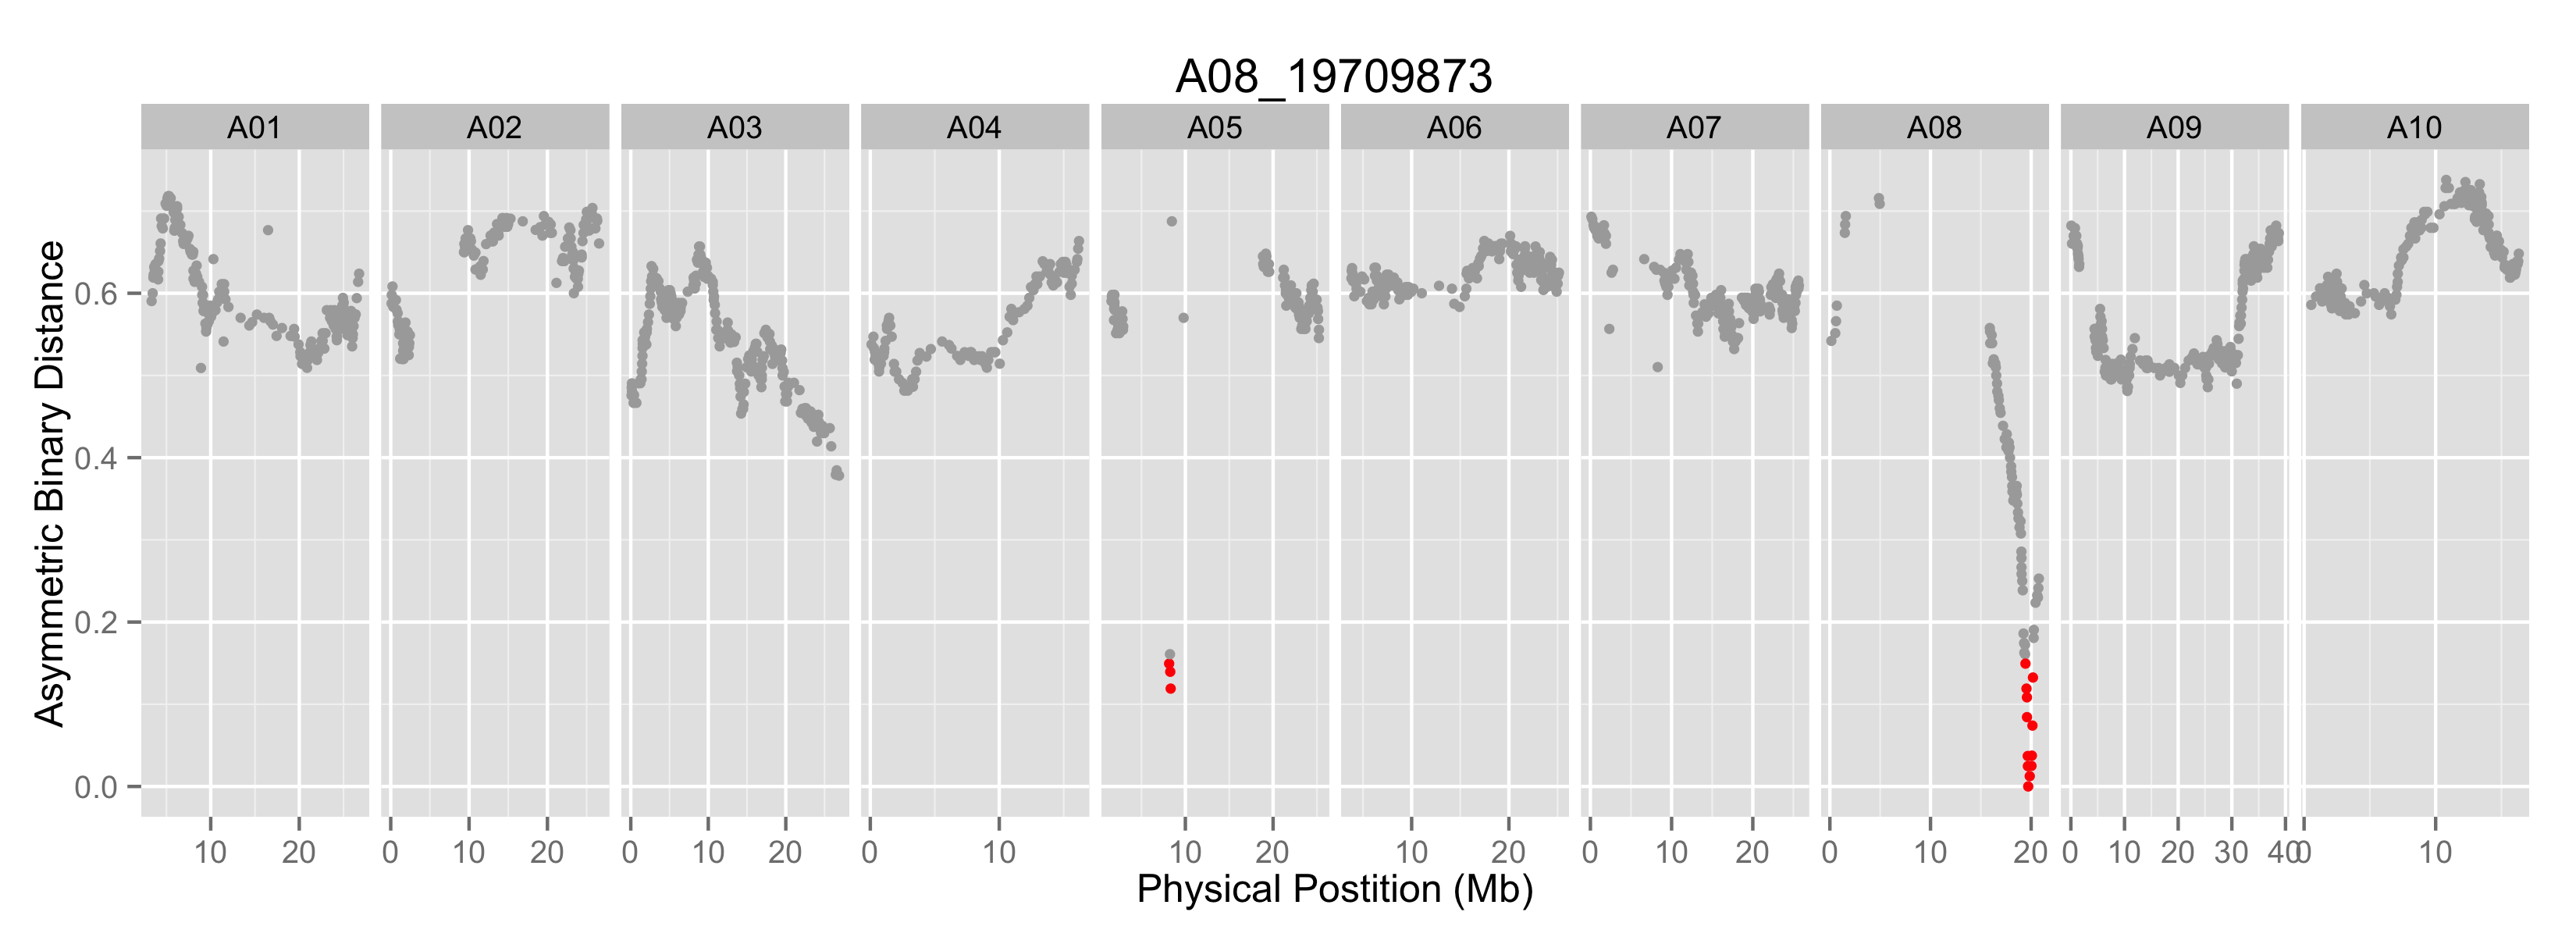 A08_19709873
A01 A02 A03 A04 A05 A06 A07 A08 A09 A10
Asymmetric Binary Distance
0.6
0.4
0.2
0.0
10 20 0 10 20 0 10 20 0 10 10 20 10 20 0 10 20 0 10 20 0 10 20 30 40 0 10
Physical Postition (Mb)